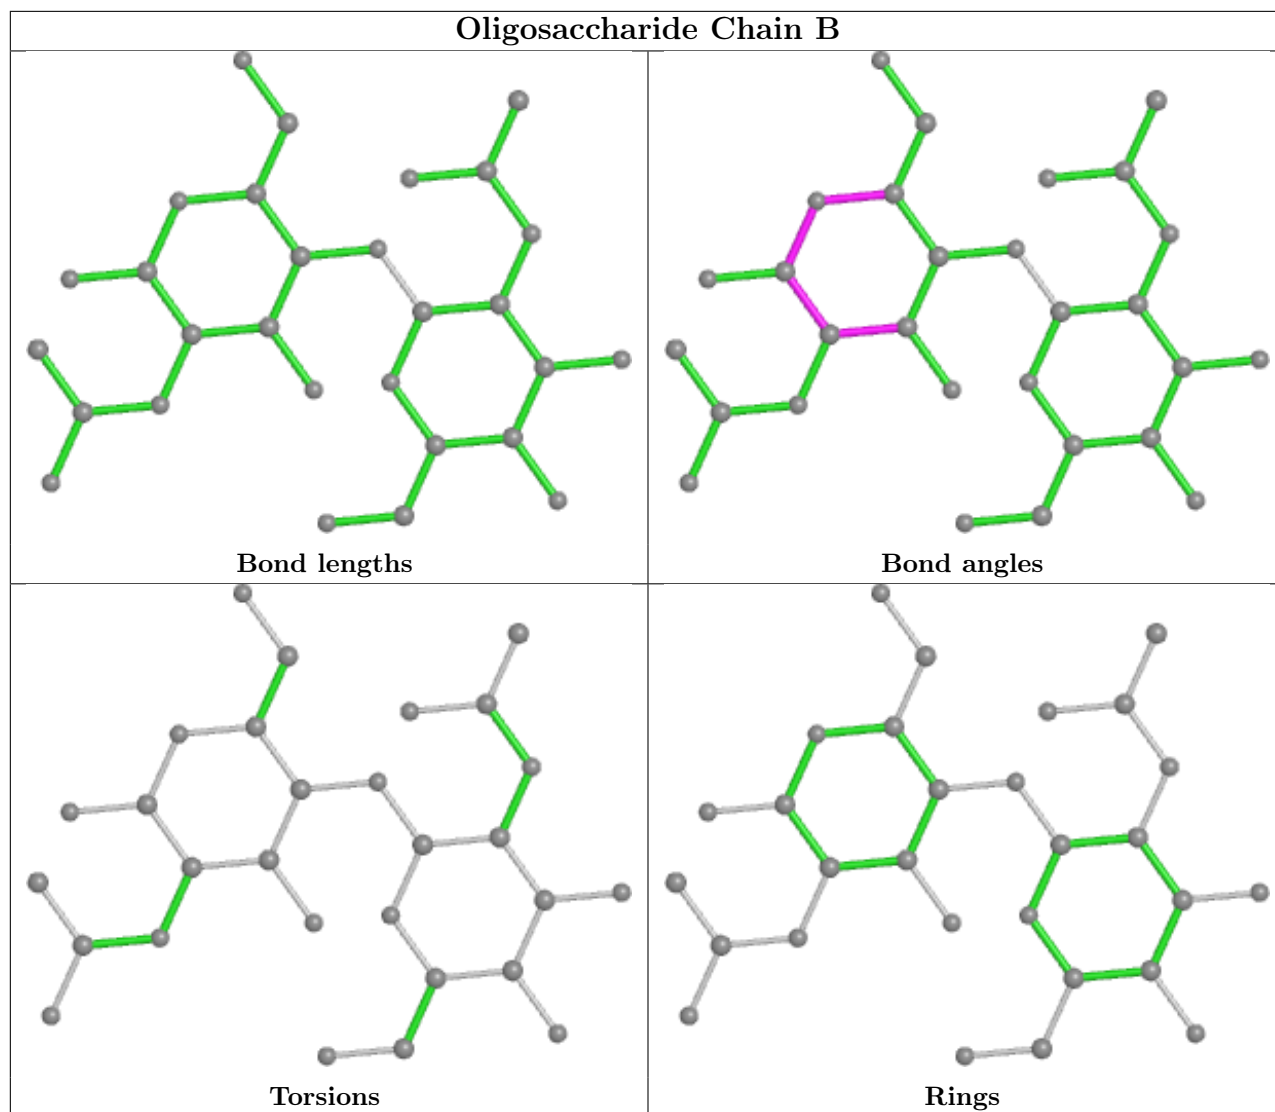 Oligosaccharide Chain B
Bond lengths
Bond angles
Torsions
Rings